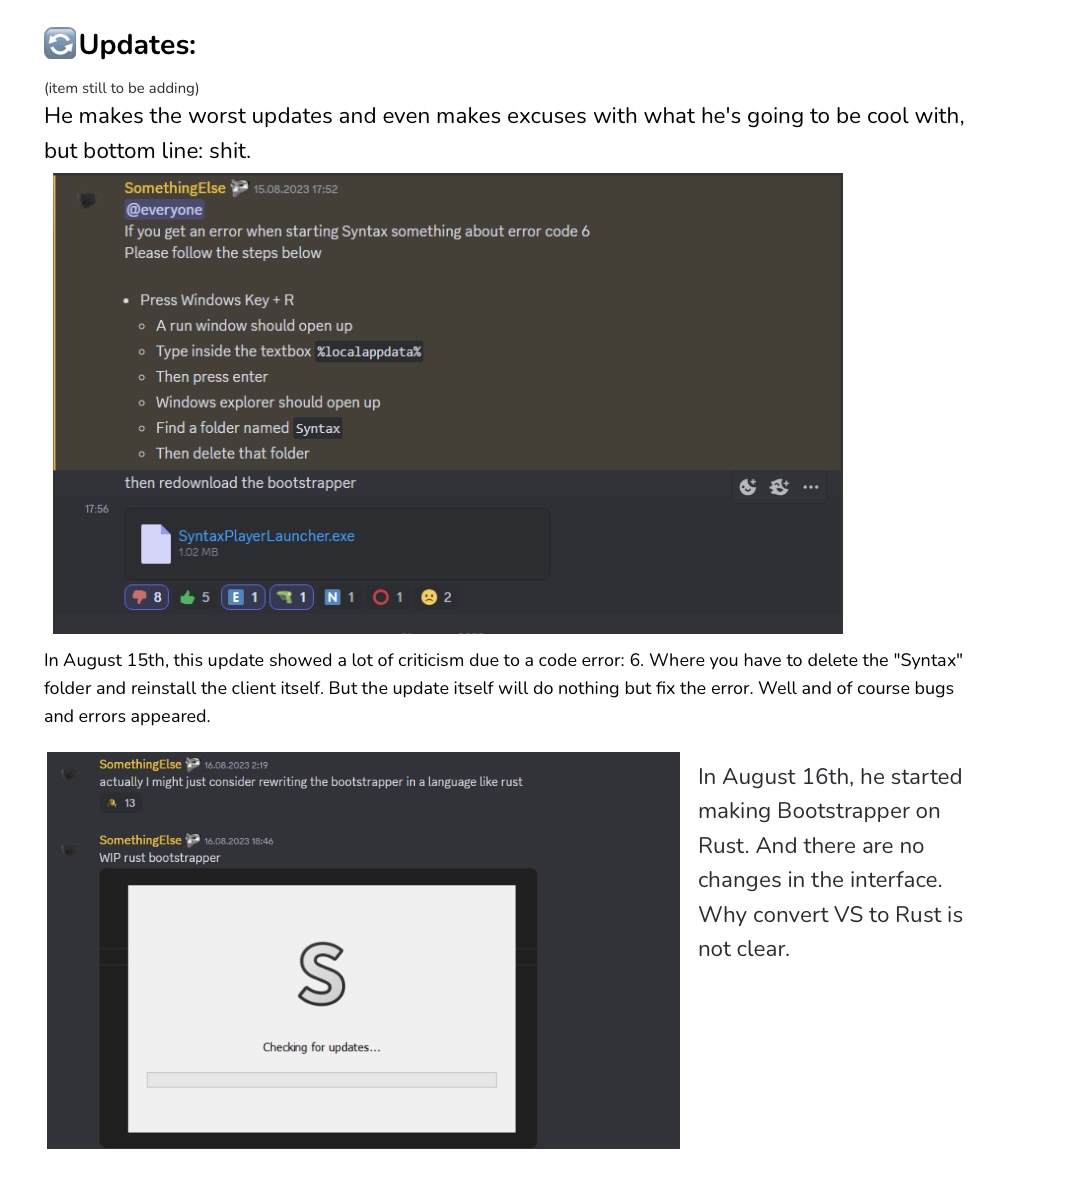 🔄Updates:
(item still to be adding)
He makes the worst updates and even makes excuses with what he's going to be cool with,
but bottom line: shit.
SomethingElse 15.08.2023 17:52
@everyone
If you get an error when starting Syntax something about error code 6
Please follow the steps below
• Press Windows Key + R
◦ A run window should open up
◦ Type inside the textbox %localappdata%
◦ Then press enter
◦ Windows explorer should open up
◦ Find a folder named Syntax
◦ Then delete that folder
then redownload the bootstrapper
17:56
SyntaxPlayerLauncher.exe
1.02 MB
👎 8 👍 5 E 1 🔫 1 N 1 ⭕ 1 ☹️ 2
In August 15th, this update showed a lot of criticism due to a code error: 6. Where you have to delete the "Syntax"
folder and reinstall the client itself. But the update itself will do nothing but fix the error. Well and of course bugs
and errors appeared.
SomethingElse 16.08.2023 2:19
actually I might just consider rewriting the bootstrapper in a language like rust
13
SomethingElse 16.08.2023 18:46
WIP rust bootstrapper
S
Checking for updates...
In August 16th, he started
making Bootstrapper on
Rust. And there are no
changes in the interface.
Why convert VS to Rust is
not clear.